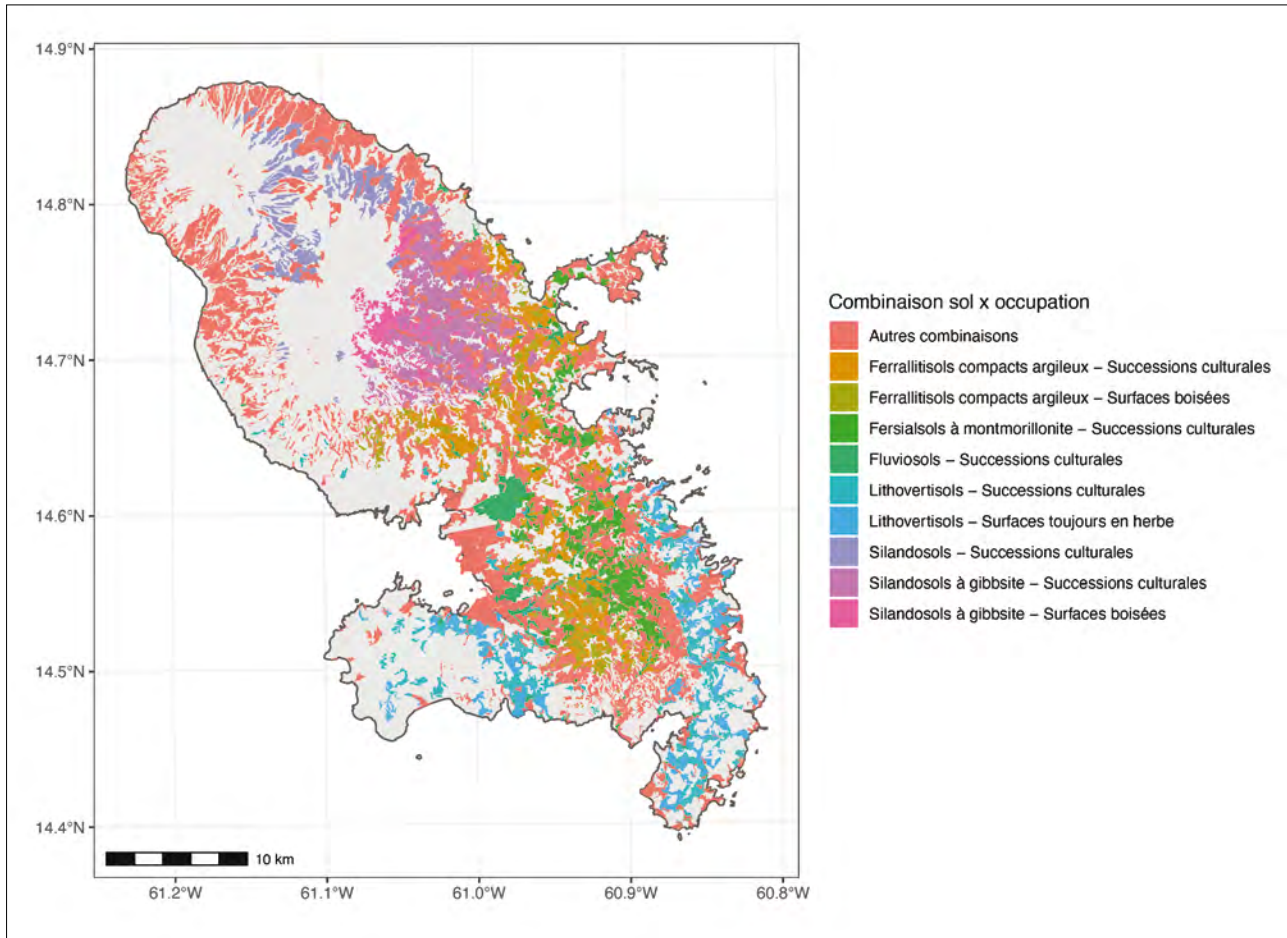 14.9°N
14.8°N
14.7°N
14.6°N
14.5°N
14.4°N
10 km
61.2°W 61.1°W 61.0°W 60.9°W 60.8°W
Combinaison sol x occupation
Autres combinaisons
Ferrallitisols compacts argileux – Successions culturales
Ferrallitisols compacts argileux – Surfaces boisées
Fersialsols à montmorillonite – Successions culturales
Fluviosols – Successions culturales
Lithovertisols – Successions culturales
Lithovertisols – Surfaces toujours en herbe
Silandosols – Successions culturales
Silandosols à gibbsite – Successions culturales
Silandosols à gibbsite – Surfaces boisées